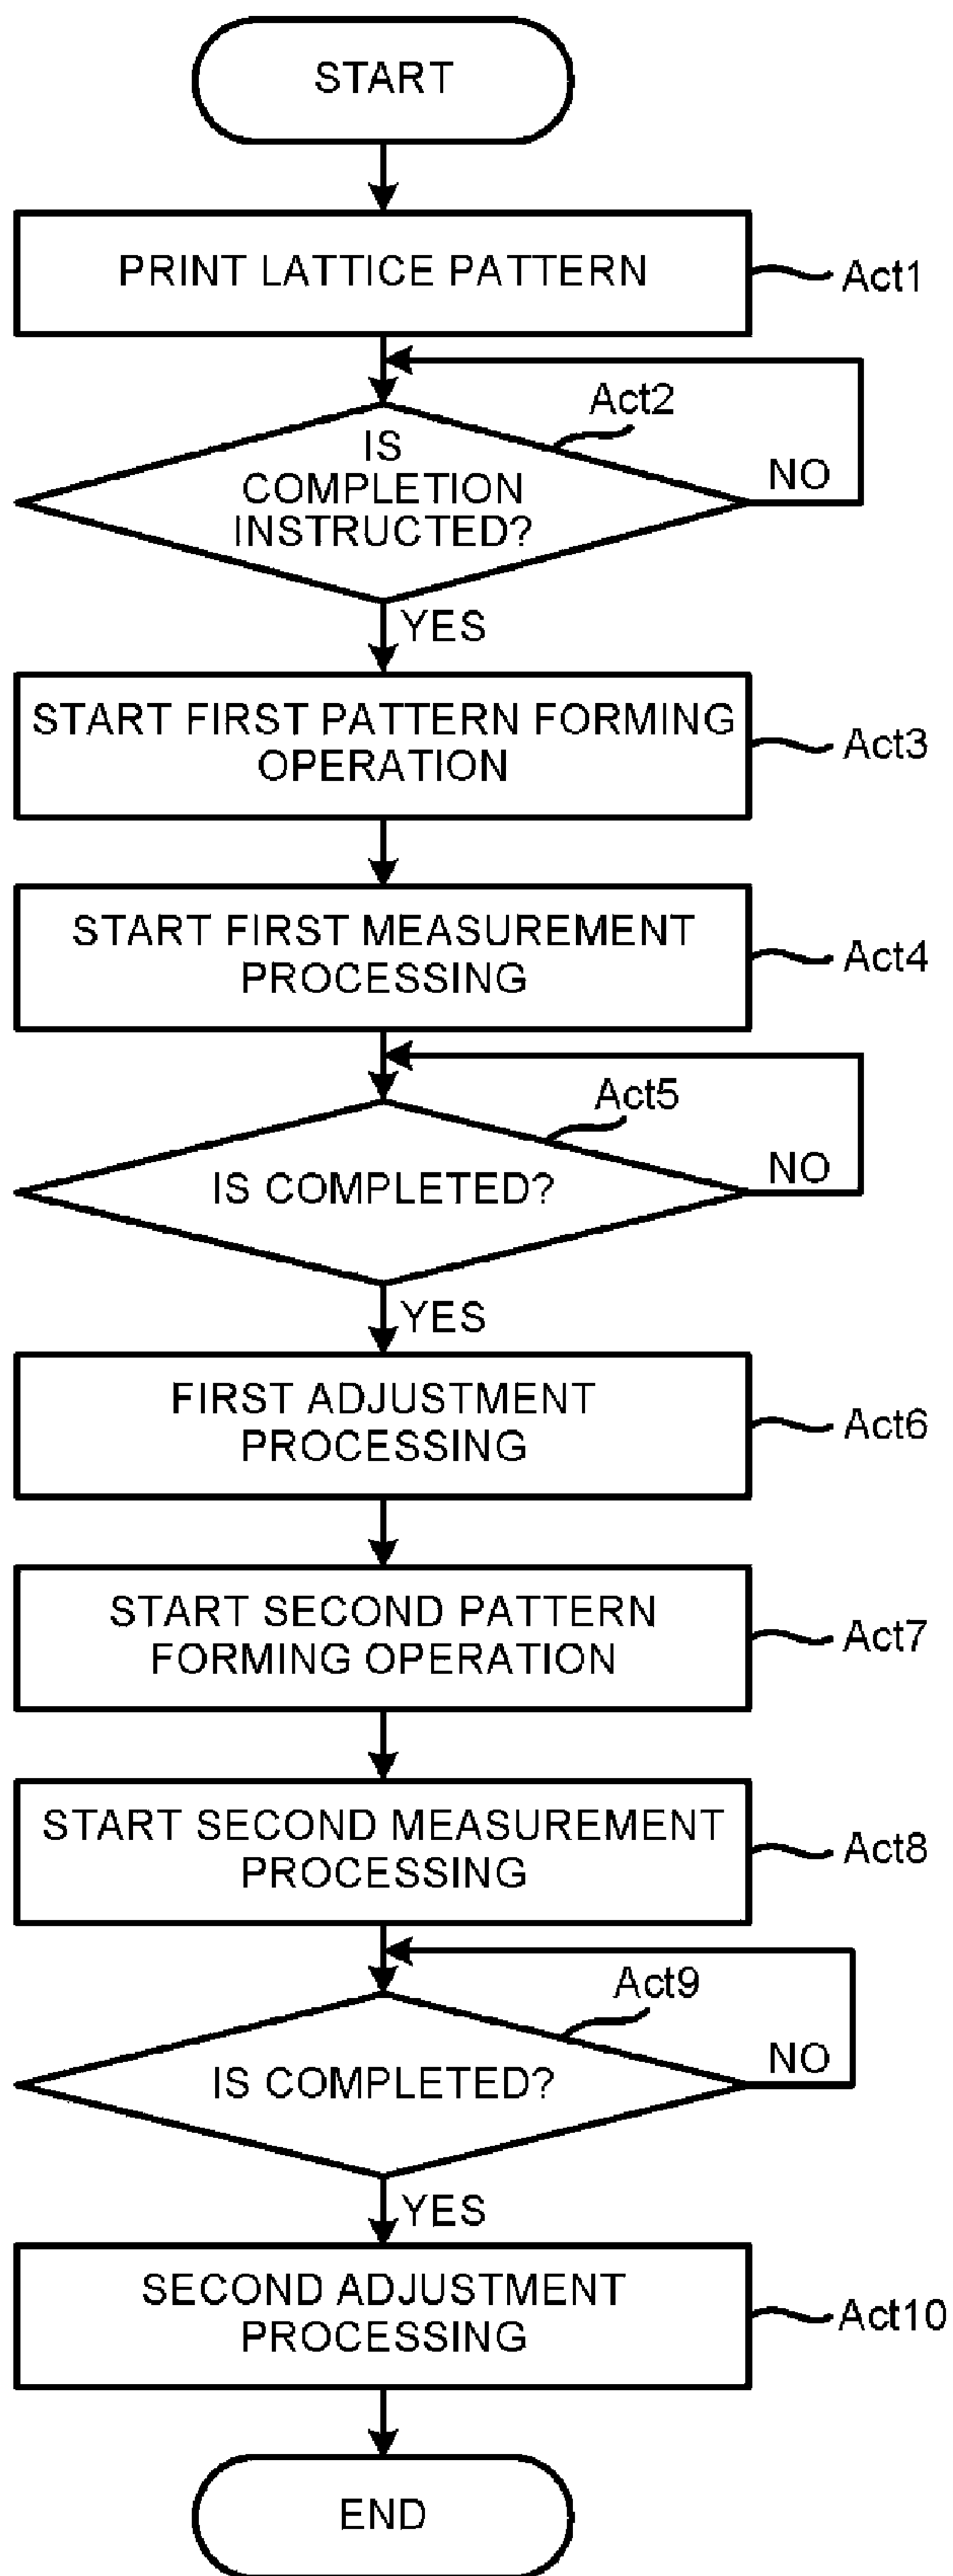 START
PRINT LATTICE PATTERN
Act1
Act2
IS
COMPLETION
INSTRUCTED?
NO
YES
START FIRST PATTERN FORMING
OPERATION
Act3
START FIRST MEASUREMENT
PROCESSING
Act4
Act5
IS COMPLETED?
NO
YES
FIRST ADJUSTMENT
PROCESSING
Act6
START SECOND PATTERN
FORMING OPERATION
Act7
START SECOND MEASUREMENT
PROCESSING
Act8
Act9
IS COMPLETED?
NO
YES
SECOND ADJUSTMENT
PROCESSING
Act10
END